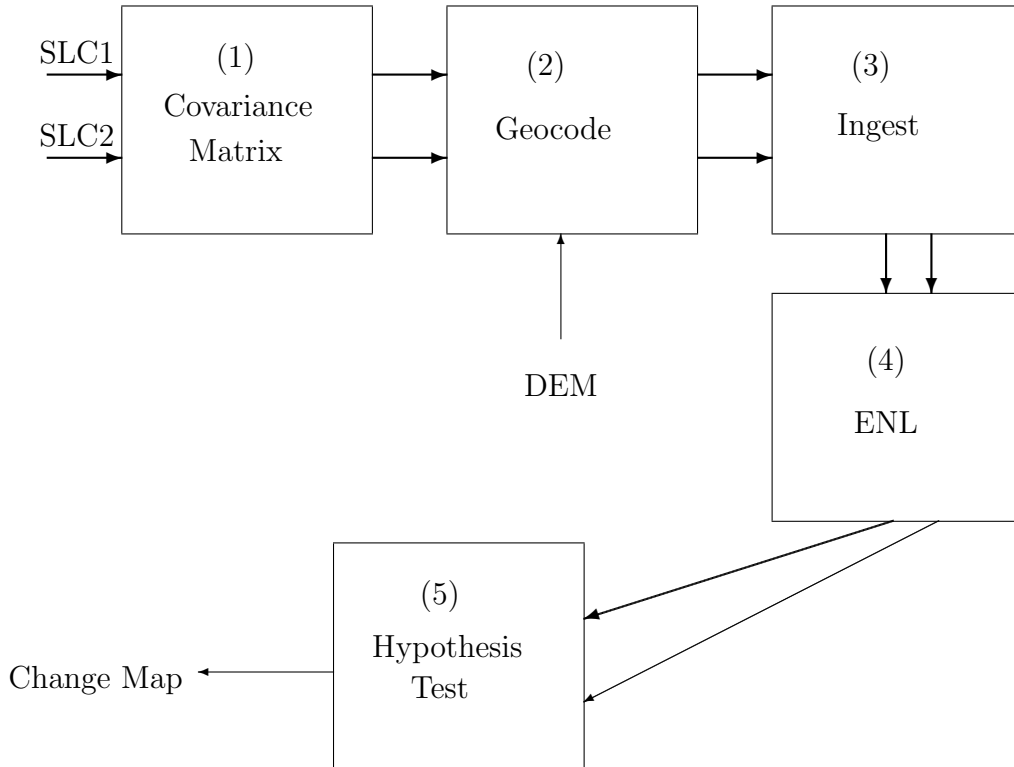 SLC1
SLC2
(1)
Covariance
Matrix
(2)
Geocode
(3)
Ingest
DEM
(4)
ENL
(5)
Hypothesis
Test
Change Map